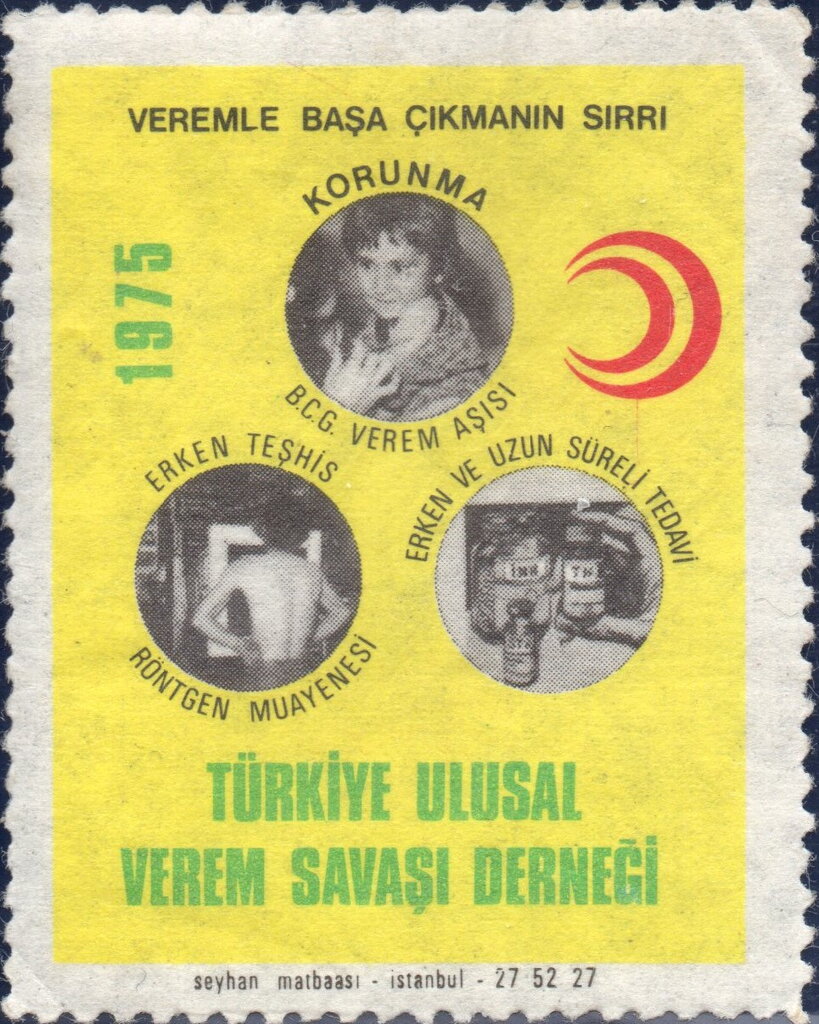 VEREMLE BAŞA ÇIKMANIN SIRRI
KORUNMA
B.C.G. VEREM AŞISI
1975
ERKEN TEŞHİS
RÖNTGEN MUAYENESİ
ERKEN VE UZUN SÜRELİ TEDAVİ
TÜRKİYE ULUSAL
VEREM SAVAŞI DERNEĞİ
seyhan matbaası - istanbul - 27 52 27